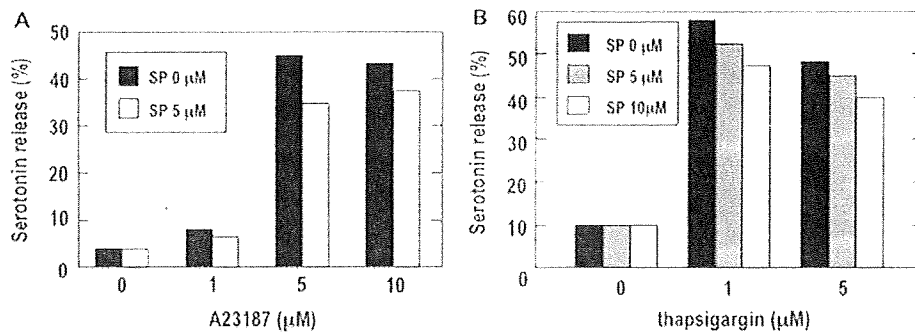 A
Serotonin release (%)
50
40
30
20
10
0
SP 0 μM
SP 5 μM
0 1 5 10
A23187 (μM)
B
Serotonin release (%)
60
50
40
30
20
10
0
SP 0 μM
SP 5 μM
SP 10μM
0 1 5
thapsigargin (μM)